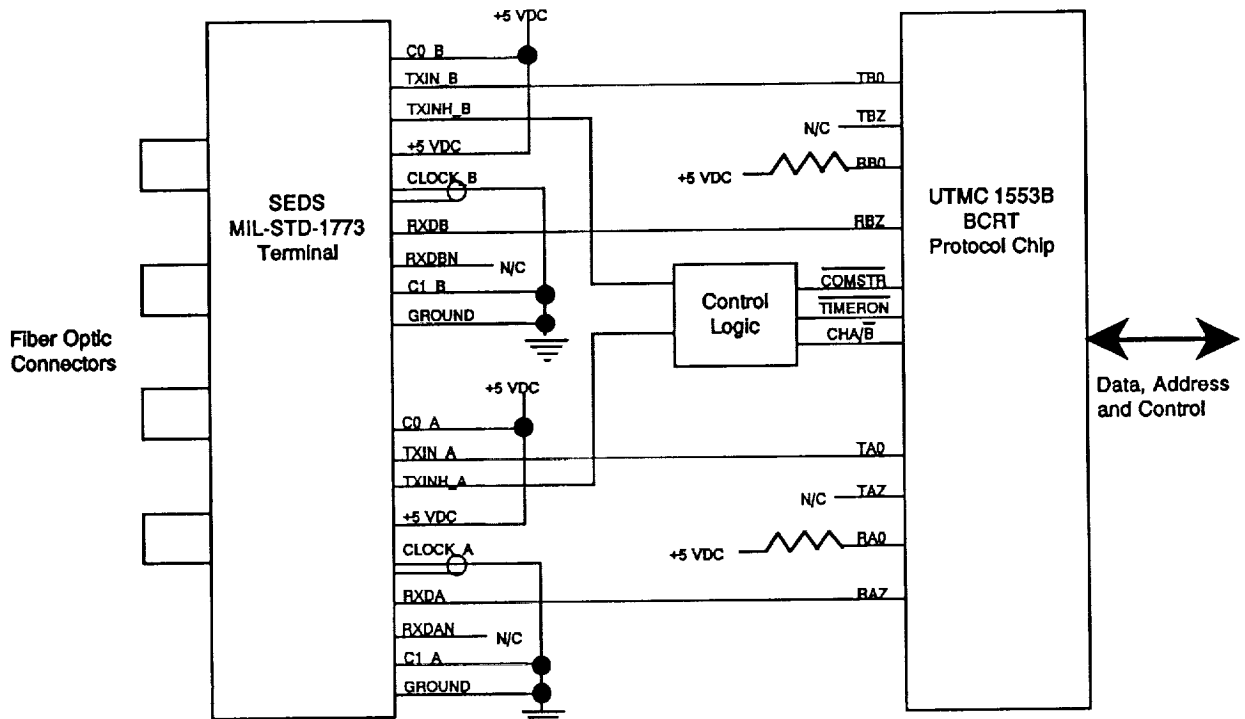 +5 VDC
C0_B
TXIN_B
TXINH_B
+5 VDC
CLOCK_B
RXDB
RXDBN
N/C
C1_B
GROUND
SEDS
MIL-STD-1773
Terminal
Fiber Optic
Connectors
+5 VDC
C0_A
TXIN_A
TXINH_A
+5 VDC
CLOCK_A
RXDA
RXDAN
N/C
C1_A
GROUND
Control
Logic
TB0
N/C
TBZ
+5 VDC
RB0
RBZ
COMSTR
TIMERON
CHA/B
TA0
N/C
TAZ
+5 VDC
RA0
RAZ
UTMC 1553B
BCRT
Protocol Chip
Data, Address
and Control